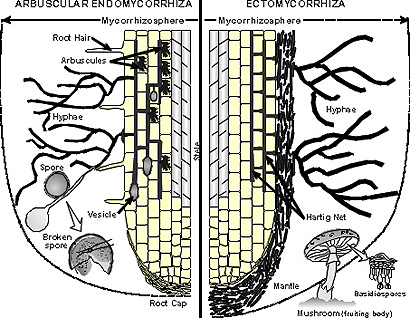 ARBUSCULAR ENDOMYCORRHIZA
Mycorrhizosphere
Root Hair
Arbuscules
Hyphae
Spore
Vesicle
Broken
spore
Root Cap
Stele
ECTOMYCORRHIZA
Mycorrhizosphere
Hyphae
Hartig Net
Mantle
Basidiospores
Mushroom (fruiting body)